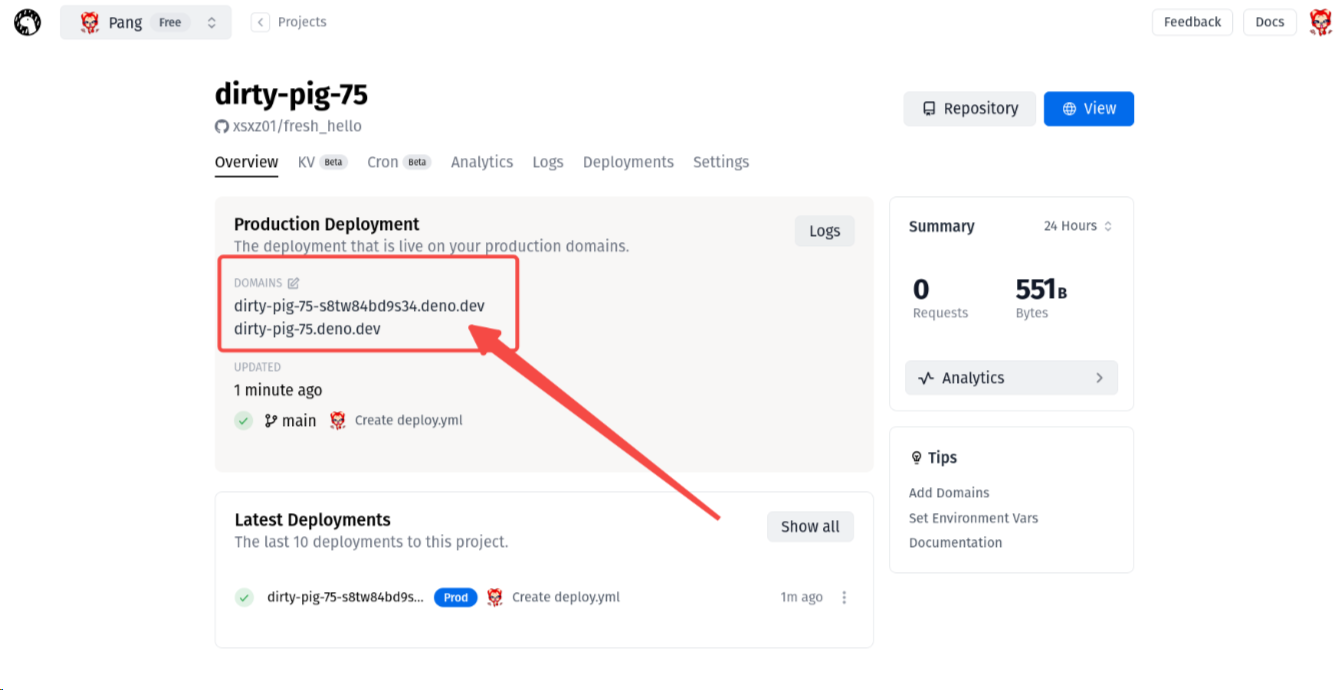 Pang Free Projects Feedback Docs
dirty-pig-75
xsxz01/fresh_hello
Repository View
Overview KV Beta Cron Beta Analytics Logs Deployments Settings
Production Deployment
The deployment that is live on your production domains.
Logs
DOMAINS
dirty-pig-75-s8tw84bd9s34.deno.dev
dirty-pig-75.deno.dev
UPDATED
1 minute ago
main Create deploy.yml
Summary 24 Hours
0 551B
Requests Bytes
Analytics
Tips
Add Domains
Set Environment Vars
Documentation
Latest Deployments
The last 10 deployments to this project.
Show all
dirty-pig-75-s8tw84bd9s... Prod Create deploy.yml 1m ago